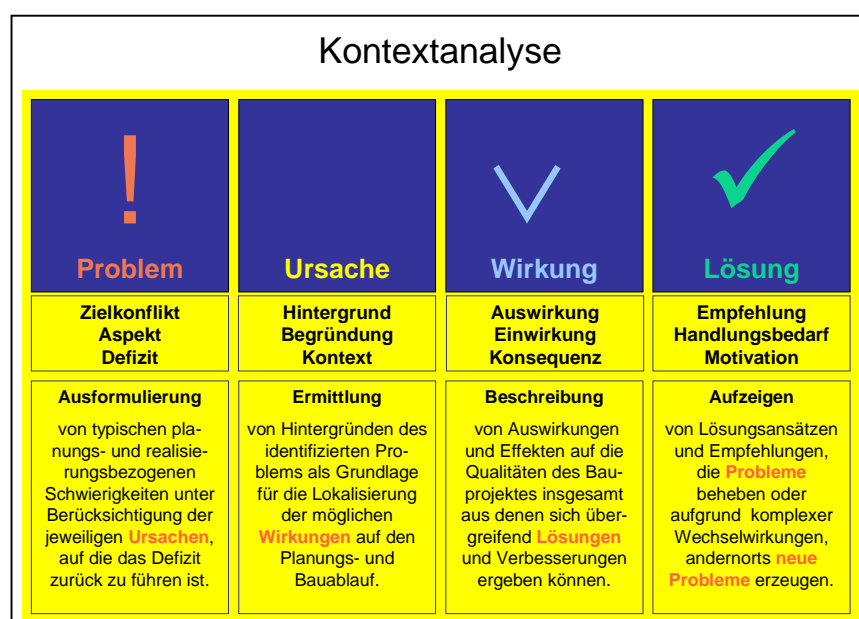 Kontextanalyse
!
Problem
Ursache
Wirkung
Lösung
Zielkonflikt
Aspekt
Defizit
Hintergrund
Begründung
Kontext
Auswirkung
Einwirkung
Konsequenz
Empfehlung
Handlungsbedarf
Motivation
Ausformulierung
von typischen pla-
nungs- und realisie-
rungsbezogenen
Schwierigkeiten unter
Berücksichtigung der
jeweiligen Ursachen,
auf die das Defizit
zurück zu führen ist.
Ermittlung
von Hintergründen des
identifizierten Pro-
blems als Grundlage
für die Lokalisierung
der möglichen
Wirkungen auf den
Planungs- und
Bauablauf.
Beschreibung
von Auswirkungen
und Effekten auf die
Qualitäten des Bau-
projektes insgesamt
aus denen sich über-
greifend Lösungen
und Verbesserungen
ergeben können.
Aufzeigen
von Lösungsansätzen
und Empfehlungen,
die Probleme
beheben oder
aufgrund komplexer
Wechselwirkungen,
andernorts neue
Probleme erzeugen.